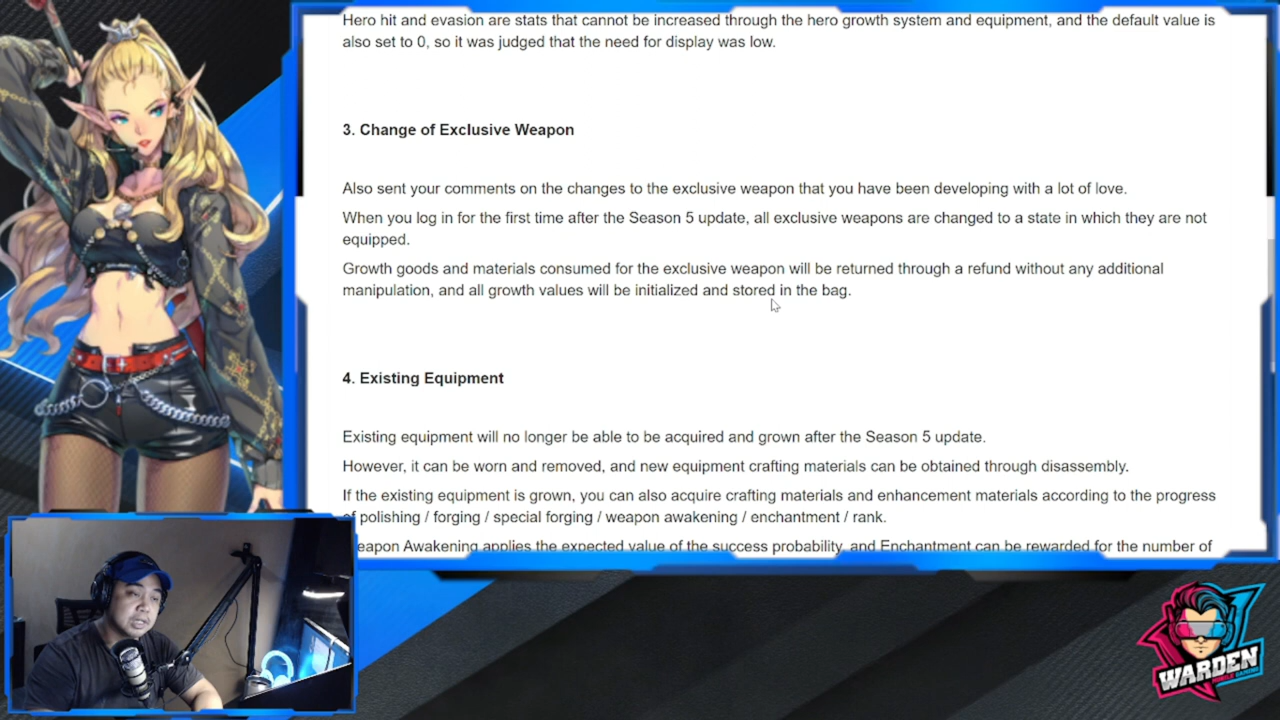 Hero hit and evasion are stats that cannot be increased through the hero growth system and equipment, and the default value is
also set to 0, so it was judged that the need for display was low.
3. Change of Exclusive Weapon
Also sent your comments on the changes to the exclusive weapon that you have been developing with a lot of love.
When you log in for the first time after the Season 5 update, all exclusive weapons are changed to a state in which they are not
equipped.
Growth goods and materials consumed for the exclusive weapon will be returned through a refund without any additional
manipulation, and all growth values will be initialized and stored in the bag.
4. Existing Equipment
Existing equipment will no longer be able to be acquired and grown after the Season 5 update.
However, it can be worn and removed, and new equipment crafting materials can be obtained through disassembly.
If the existing equipment is grown, you can also acquire crafting materials and enhancement materials according to the progress
of polishing / forging / special forging / weapon awakening / enchantment / rank.
eapon Awakening applies the expected value of the success probability, and Enchantment can be rewarded for the number of
WARDEN
MOBILE GAMING